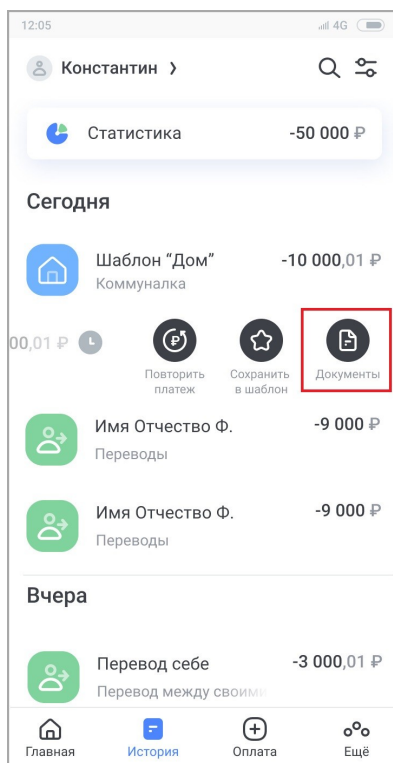 12:05 4G
Константин
Статистика -50 000 ₽
Сегодня
Шаблон “Дом” -10 000,01 ₽
Коммуналка
00,01 ₽
Повторить
платеж
Сохранить
в шаблон
Документы
Имя Отчество Ф. -9 000 ₽
Переводы
Имя Отчество Ф. -9 000 ₽
Переводы
Вчера
Перевод себе -3 000,01 ₽
Перевод между своими
Главная История Оплата Ещё